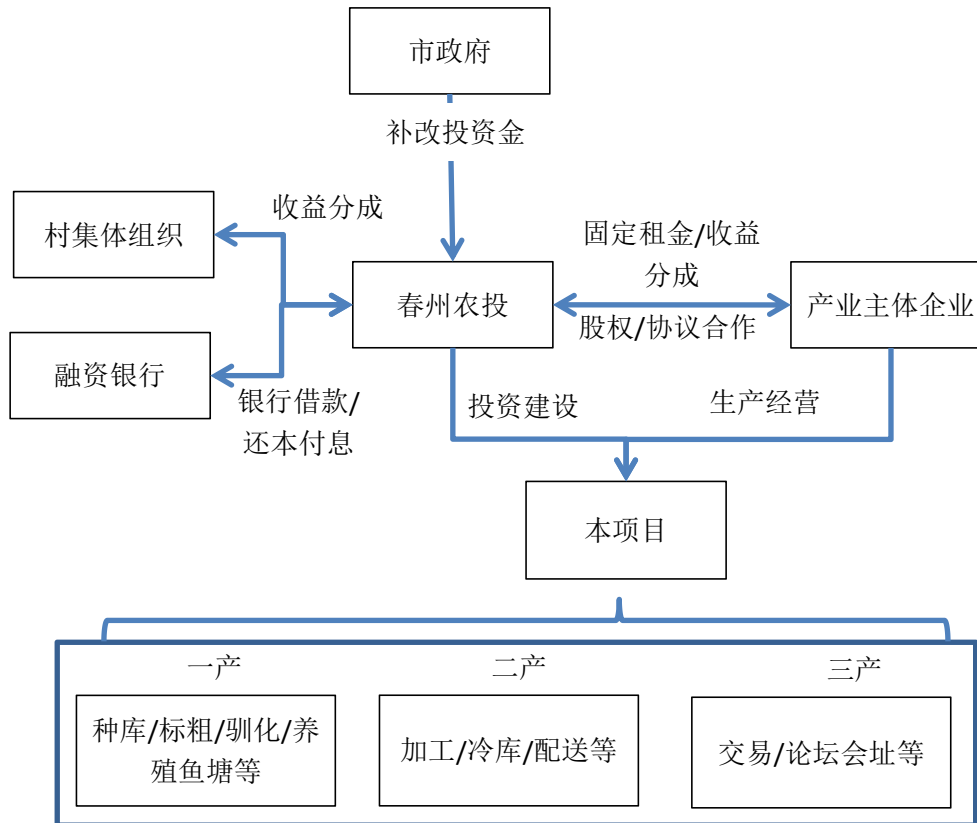 市政府
补改投资金
收益分成
村集体组织
固定租金/收益
分成
春州农投
产业主体企业
股权/协议合作
融资银行
银行借款/
还本付息
投资建设
生产经营
本项目
一产
二产
三产
种库/标粗/驯化/养
殖鱼塘等
加工/冷库/配送等
交易/论坛会址等